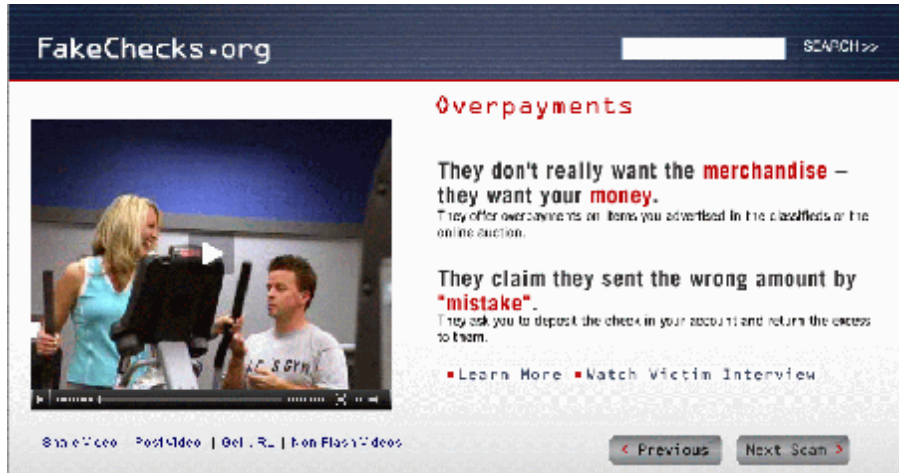 FakeChecks.org
SEARCH>>
Overpayments
They don't really want the merchandise –
they want your money.
They offer overpayments on items you advertised in the classifieds or the
online auction.
They claim they sent the wrong amount by
"mistake".
They ask you to deposit the check in your account and return the excess
to them.
Learn More Watch Victim Interview
GYM
Share Video Post Video | Get URL | Non Flash Videos
< Previous Next Scam >